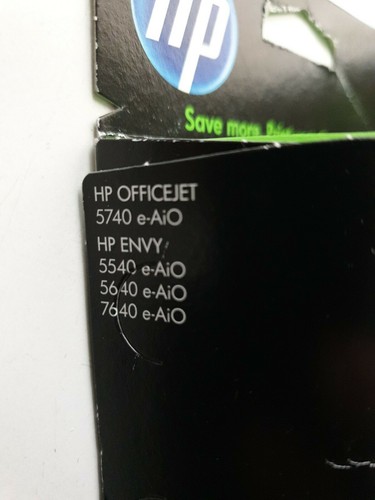 hp
Save more.
HP OFFICEJET
5740 e-AiO
HP ENVY
5540 e-AiO
5640 e-AiO
7640 e-AiO